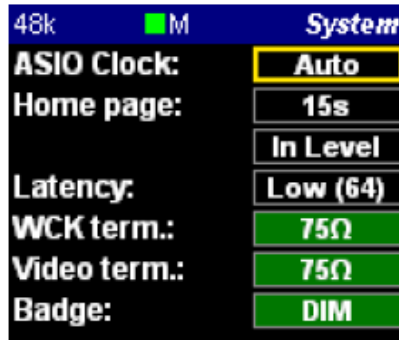 48k M System
ASIO Clock: Auto
Home page: 15s
In Level
Latency: Low (64)
WCK term.: 75Ω
Video term.: 75Ω
Badge: DIM